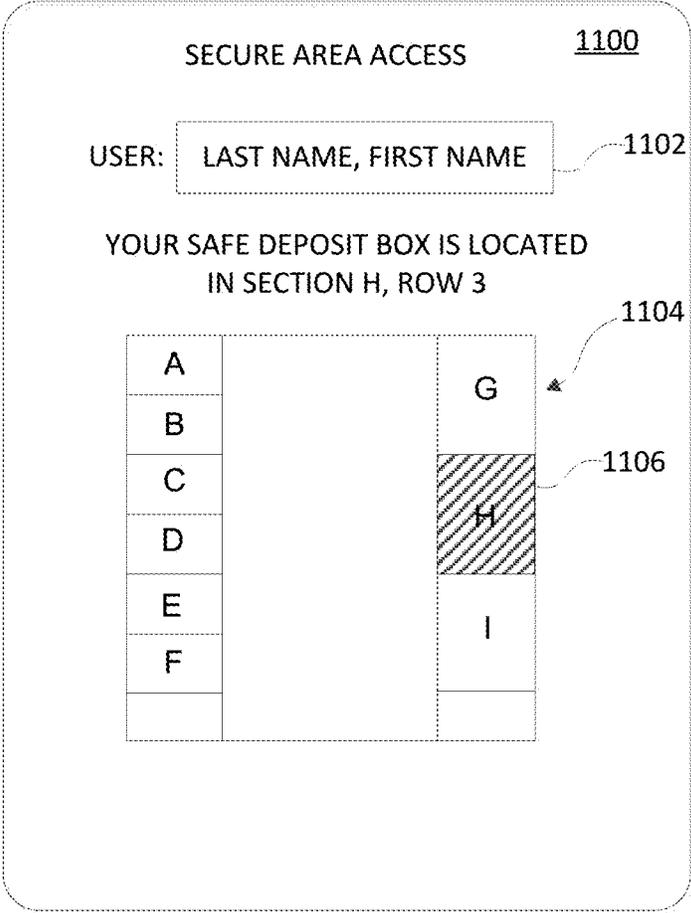 1100
SECURE AREA ACCESS
USER: LAST NAME, FIRST NAME
1102
YOUR SAFE DEPOSIT BOX IS LOCATED
IN SECTION H, ROW 3
1104
A
G
B
C
1106
H
D
E
I
F